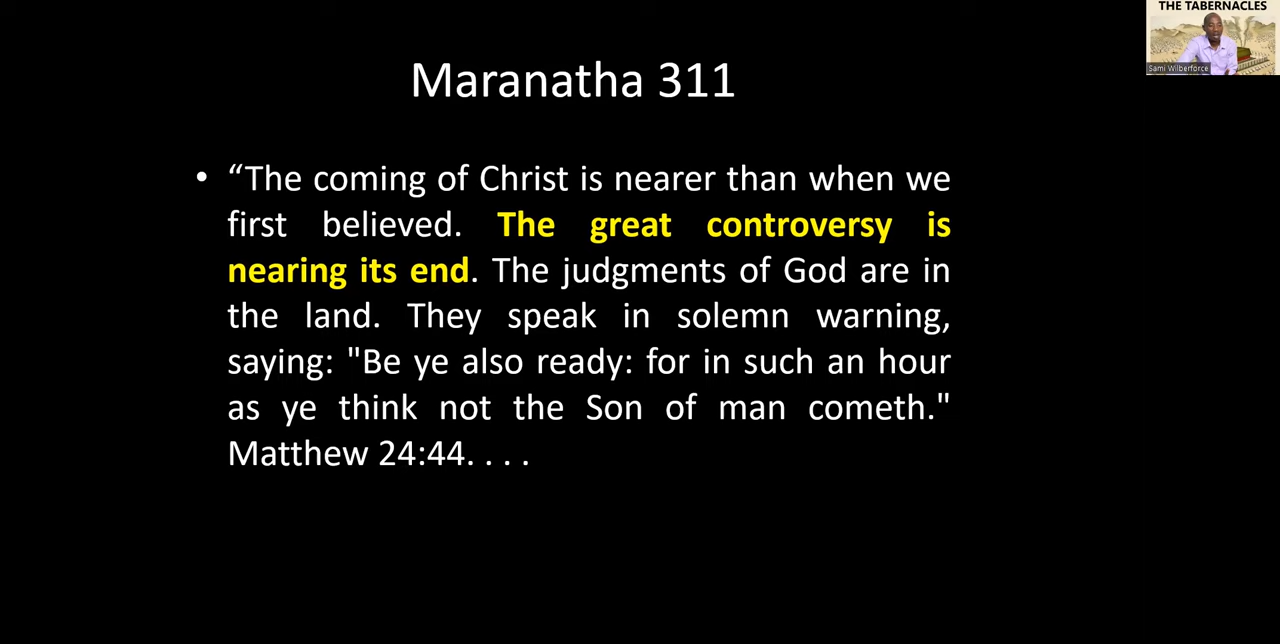 THE TABERNACLES
Sami Wilberforce
Maranatha 311
• “The coming of Christ is nearer than when we
first believed. The great controversy is
nearing its end. The judgments of God are in
the land. They speak in solemn warning,
saying: "Be ye also ready: for in such an hour
as ye think not the Son of man cometh."
Matthew 24:44. . . .